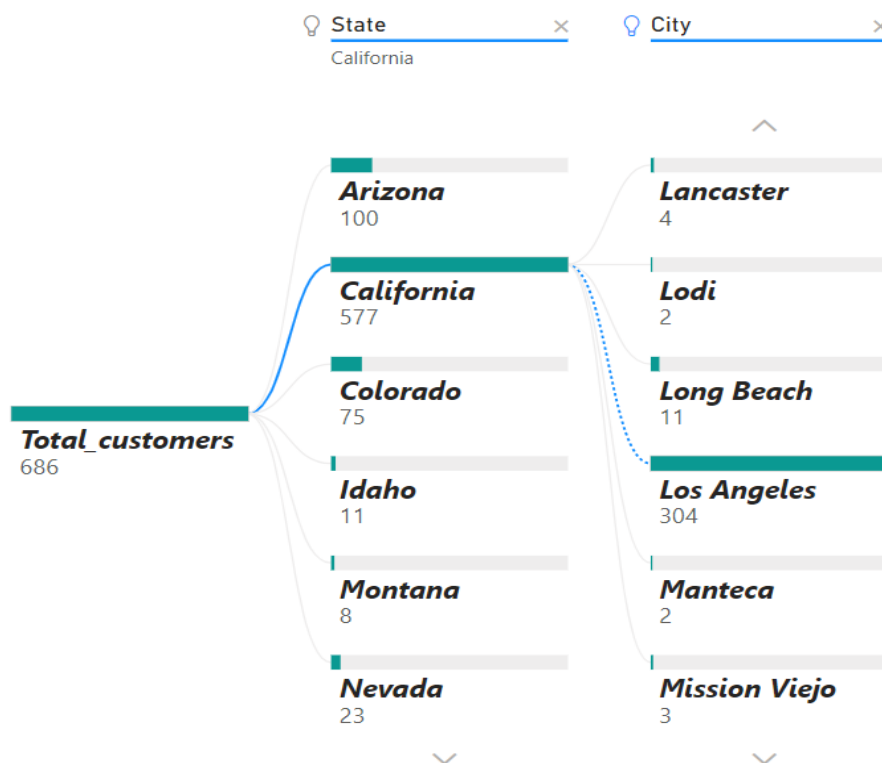 State
California
City
Arizona
100
California
577
Colorado
75
Idaho
11
Montana
8
Nevada
23
Total_customers
686
Lancaster
4
Lodi
2
Long Beach
11
Los Angeles
304
Manteca
2
Mission Viejo
3